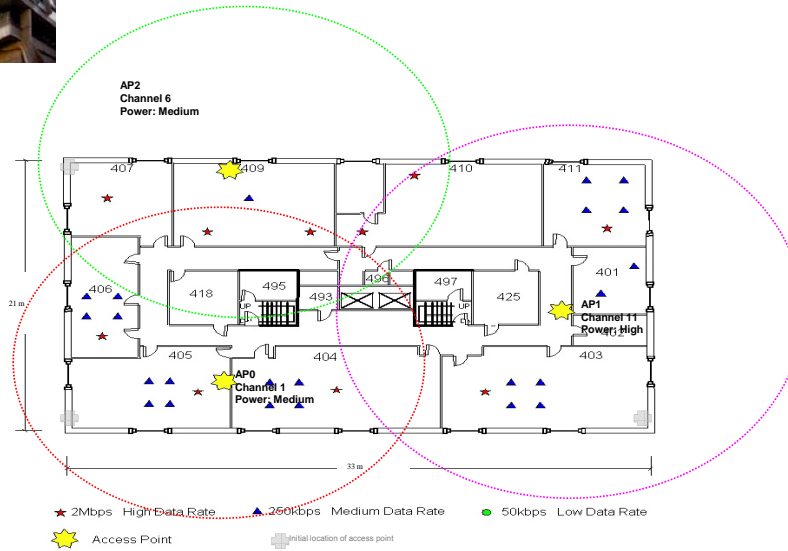 AP2
Channel 6
Power: Medium
407
409
410
411
406
418
495
493
496
497
425
401
UP
UP
21 m
AP1
Channel 11
Power: High
402
405
404
403
AP0
Channel 1
Power: Medium
33 m
2Mbps High Data Rate
250kbps Medium Data Rate
50kbps Low Data Rate
Access Point
Initial location of access point